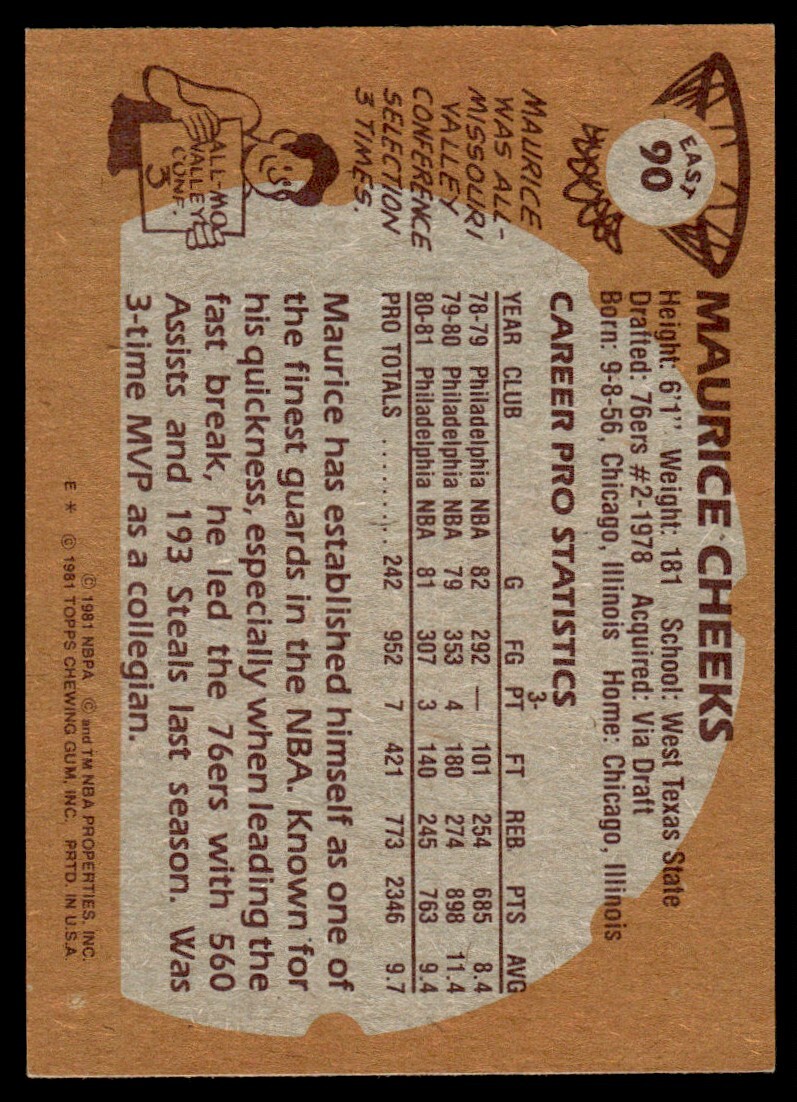 EAST
90
MAURICE CHEEKS
Height: 6'1" Weight: 181 School: West Texas State
Drafted: 76ers #2-1978 Acquired: Via Draft
Born: 9-8-56, Chicago, Illinois Home: Chicago, Illinois
CAREER PRO STATISTICS
3-
YEAR CLUB G FG PT FT REB PTS AVG
78-79 Philadelphia NBA 82 292 — 101 254 685 8.4
79-80 Philadelphia NBA 79 353 4 180 274 898 11.4
80-81 Philadelphia NBA 81 307 3 140 245 763 9.4
PRO TOTALS .......... 242 952 7 421 773 2346 9.7
MAURICE
WAS ALL-
MISSOURI
VALLEY
CONFERENCE
SELECTION
3 TIMES.
ALL-MO.
VALLEY
CONF.
3
Maurice has established himself as one of
the finest guards in the NBA. Known for
his quickness, especially when leading the
fast break, he led the 76ers with 560
Assists and 193 Steals last season. Was
3-time MVP as a collegian.
© 1981 NBPA © and TM NBA PROPERTIES, INC.
E * © 1981 TOPPS CHEWING GUM, INC. PRTD. IN U.S.A.